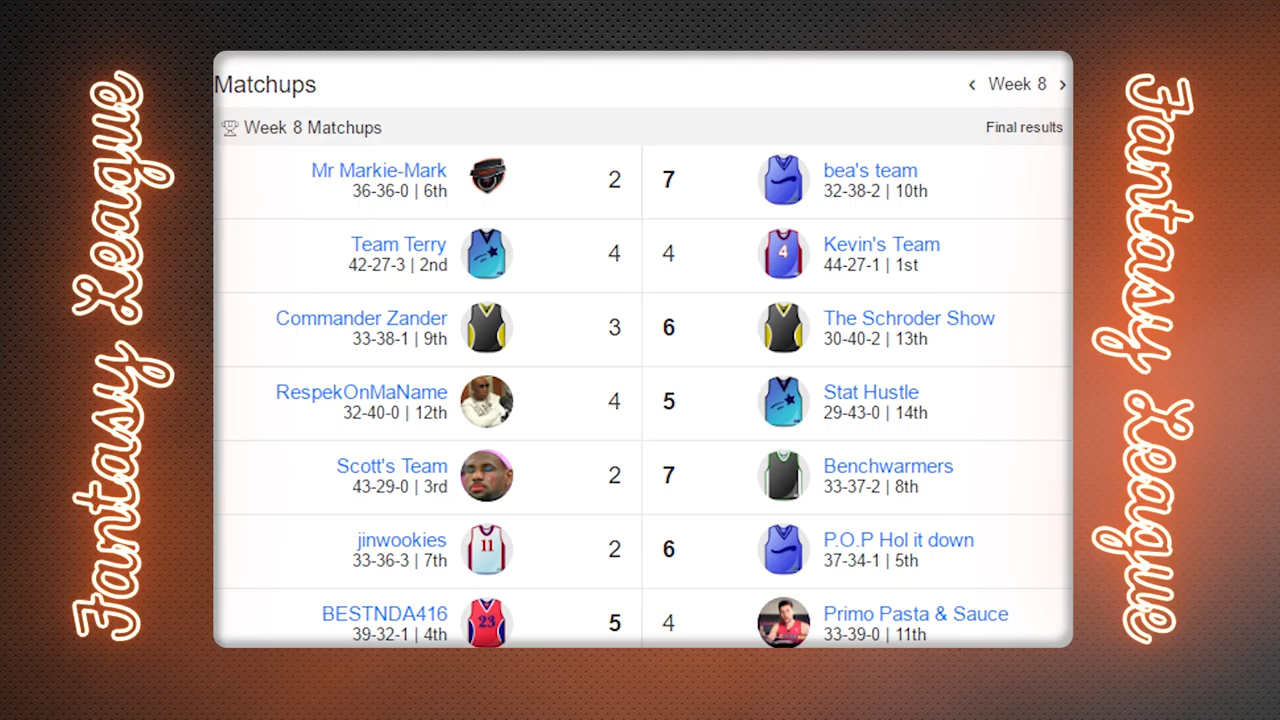 Fantasy League
Matchups
‹ Week 8 ›
Week 8 Matchups
Final results
Mr Markie-Mark
36-36-0 | 6th
2
7
bea's team
32-38-2 | 10th
Team Terry
42-27-3 | 2nd
4
4
4
Kevin's Team
44-27-1 | 1st
Commander Zander
33-38-1 | 9th
3
6
The Schroder Show
30-40-2 | 13th
RespekOnMaName
32-40-0 | 12th
4
5
Stat Hustle
29-43-0 | 14th
Scott's Team
43-29-0 | 3rd
2
7
Benchwarmers
33-37-2 | 8th
jinwookies
33-36-3 | 7th
11
2
6
P.O.P Hol it down
37-34-1 | 5th
BESTNDA416
39-32-1 | 4th
23
5
4
Primo Pasta & Sauce
33-39-0 | 11th
Fantasy League